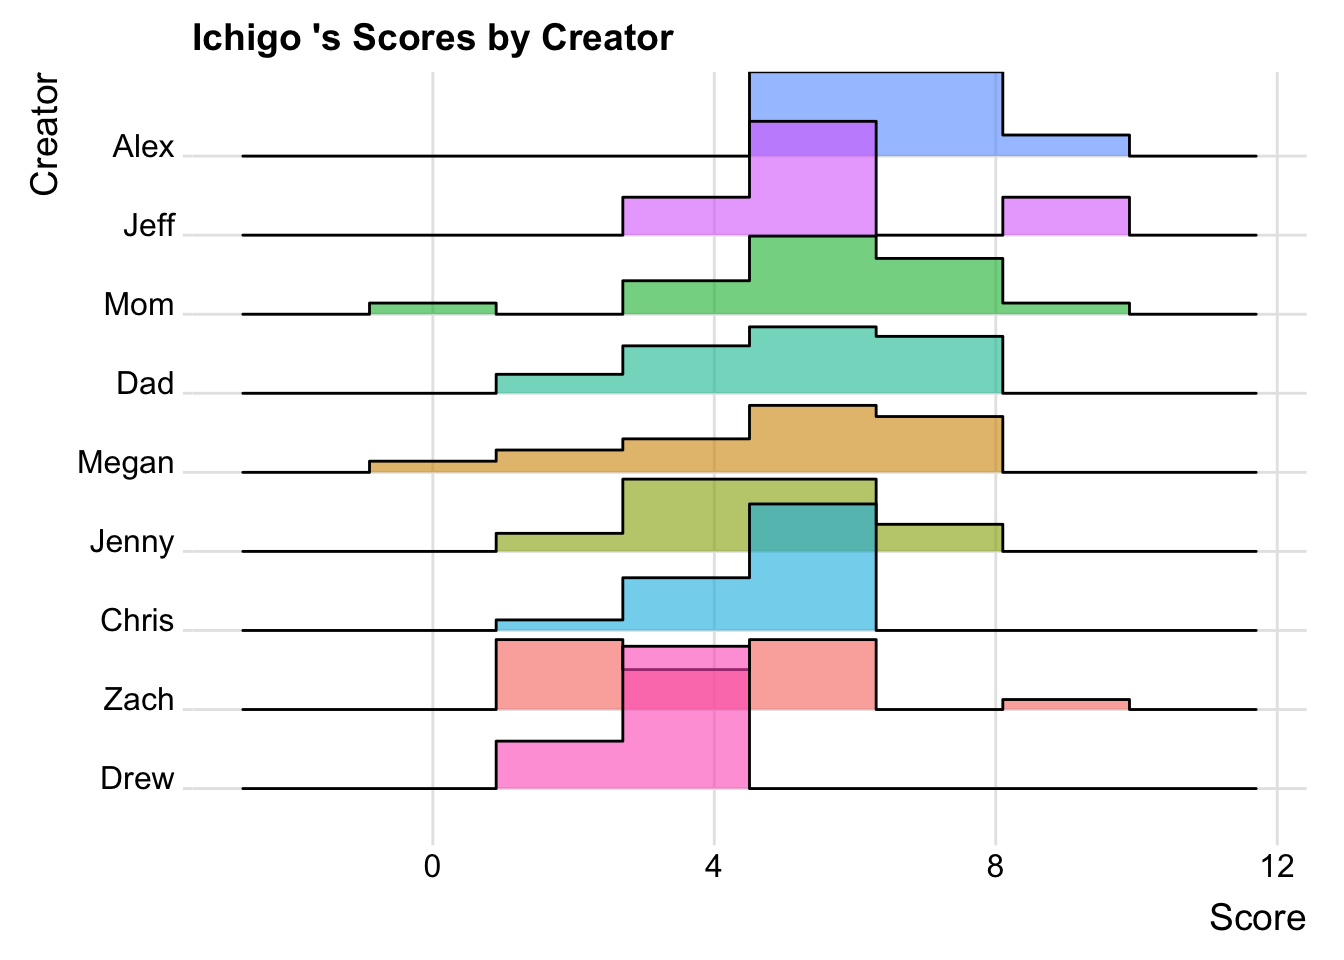 Ichigo 's Scores by Creator
Creator
Alex
Jeff
Mom
Dad
Megan
Jenny
Chris
Zach
Drew
0 4 8 12
Score